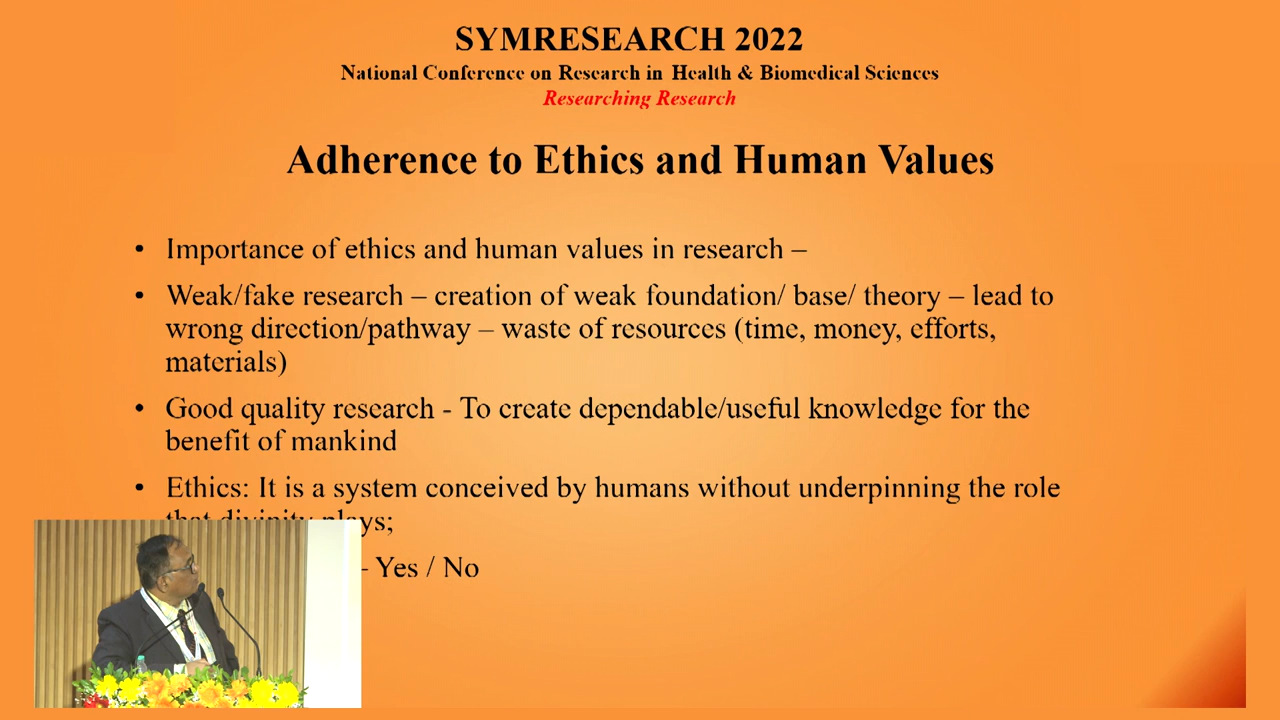 SYMRESEARCH 2022
National Conference on Research in Health & Biomedical Sciences
Researching Research
Adherence to Ethics and Human Values
• Importance of ethics and human values in research –
• Weak/fake research – creation of weak foundation/ base/ theory – lead to
wrong direction/pathway – waste of resources (time, money, efforts,
materials)
• Good quality research - To create dependable/useful knowledge for the
benefit of mankind
• Ethics: It is a system conceived by humans without underpinning the role
that divinity plays;
– Yes / No